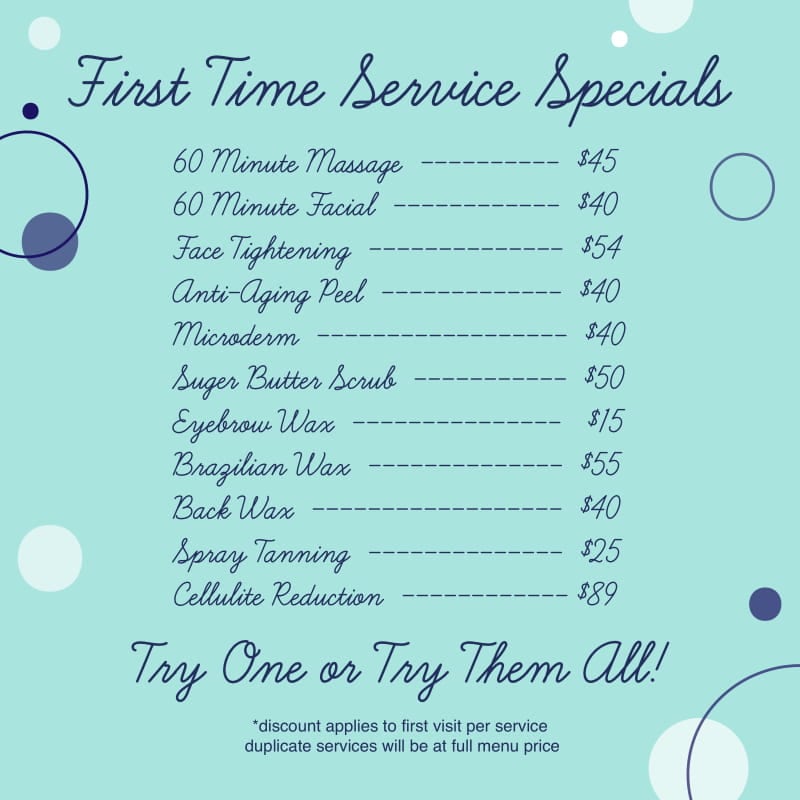 First Time Service Specials
60 Minute Massage ----------- $45
60 Minute Facial ------------- $40
Face Tightening --------------- $54
Anti-Aging Peel -------------- $40
Microderm ------------------- $40
Suger Butter Scrub ------------ $50
Eyebrow Wax ---------------- $15
Brazilian Wax --------------- $55
Back Wax ------------------- $40
Spray Tanning --------------- $25
Cellulite Reduction ------------- $89
Try One or Try Them All!
*discount applies to first visit per service
duplicate services will be at full menu price